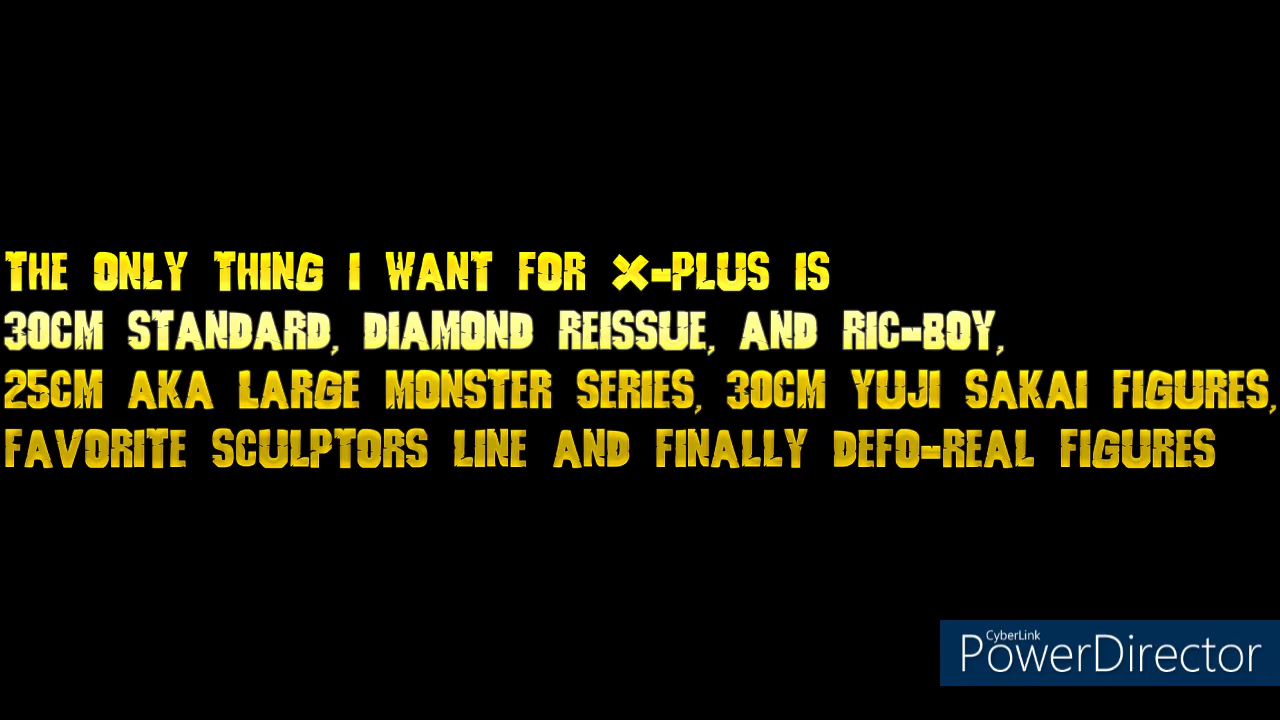 THE ONLY THING I WANT FOR X-PLUS IS
30CM STANDARD, DIAMOND REISSUE, AND RIC-BOY,
25CM AKA LARGE MONSTER SERIES, 30CM YUJI SAKAI FIGURES,
FAVORITE SCULPTORS LINE AND FINALLY DEFO-REAL FIGURES
CyberLink
PowerDirector